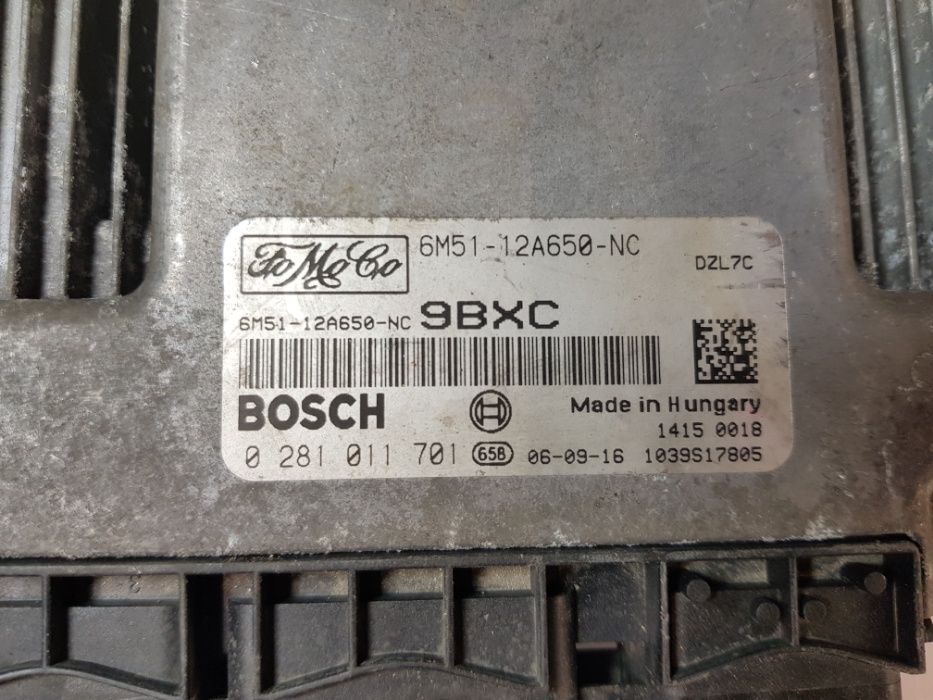 FoMoCo 6M51-12A650-NC
DZL7C
6M51-12A650-NC 9BXC
BOSCH Made in Hungary
1415 0018
0 281 011 701 658 06-09-16 1039S17805